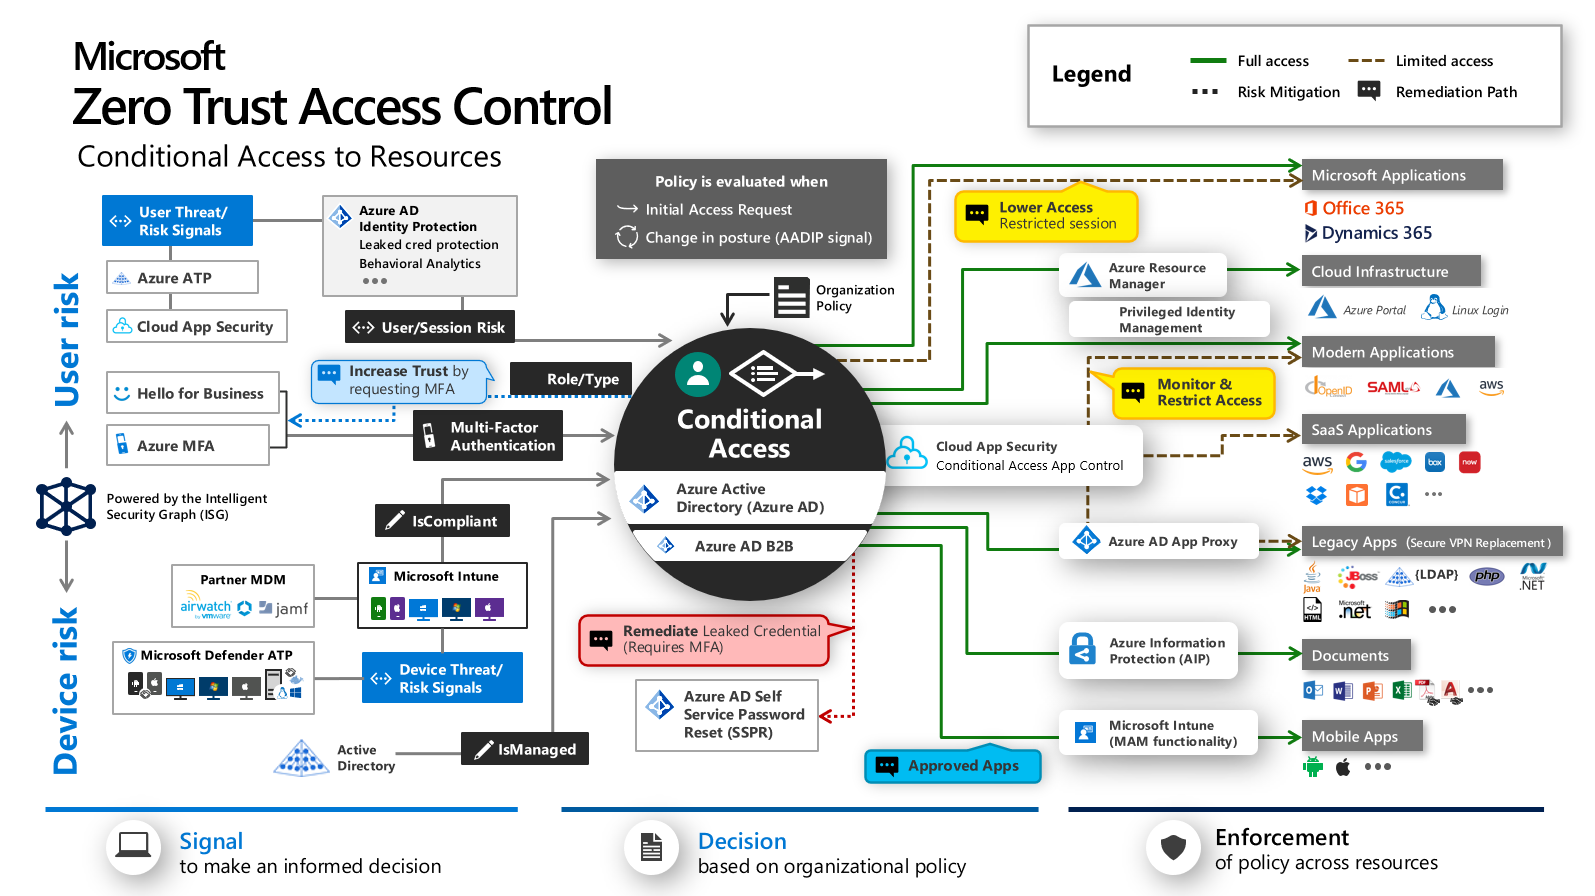 Microsoft
Zero Trust Access Control
Conditional Access to Resources
Legend
Full access
Limited access
Risk Mitigation
Remediation Path
User risk
Device risk
User Threat/
Risk Signals
Azure ATP
Cloud App Security
Azure AD
Identity Protection
Leaked cred protection
Behavioral Analytics
User/Session Risk
Increase Trust by
requesting MFA
Role/Type
Hello for Business
Azure MFA
Multi-Factor
Authentication
Powered by the Intelligent
Security Graph (ISG)
IsCompliant
Partner MDM
airwatch
by vmware
jamf
Microsoft Intune
Microsoft Defender ATP
Device Threat/
Risk Signals
Active
Directory
IsManaged
Policy is evaluated when
Initial Access Request
Change in posture (AADIP signal)
Organization
Policy
Conditional
Access
Azure Active
Directory (Azure AD)
Azure AD B2B
Remediate Leaked Credential
(Requires MFA)
Azure AD Self
Service Password
Reset (SSPR)
Lower Access
Restricted session
Azure Resource
Manager
Privileged Identity
Management
Monitor &
Restrict Access
Cloud App Security
Conditional Access App Control
Azure AD App Proxy
Azure Information
Protection (AIP)
Microsoft Intune
(MAM functionality)
Approved Apps
Microsoft Applications
Office 365
Dynamics 365
Cloud Infrastructure
Azure Portal
Linux Login
Modern Applications
OpenID
SAML
aws
SaaS Applications
aws
salesforce
box
now
CONCUR
Legacy Apps (Secure VPN Replacement )
Java
JBoss
{LDAP}
php
Microsoft
.NET
HTML
Microsoft
.net
Documents
PDF
Mobile Apps
Signal
to make an informed decision
Decision
based on organizational policy
Enforcement
of policy across resources